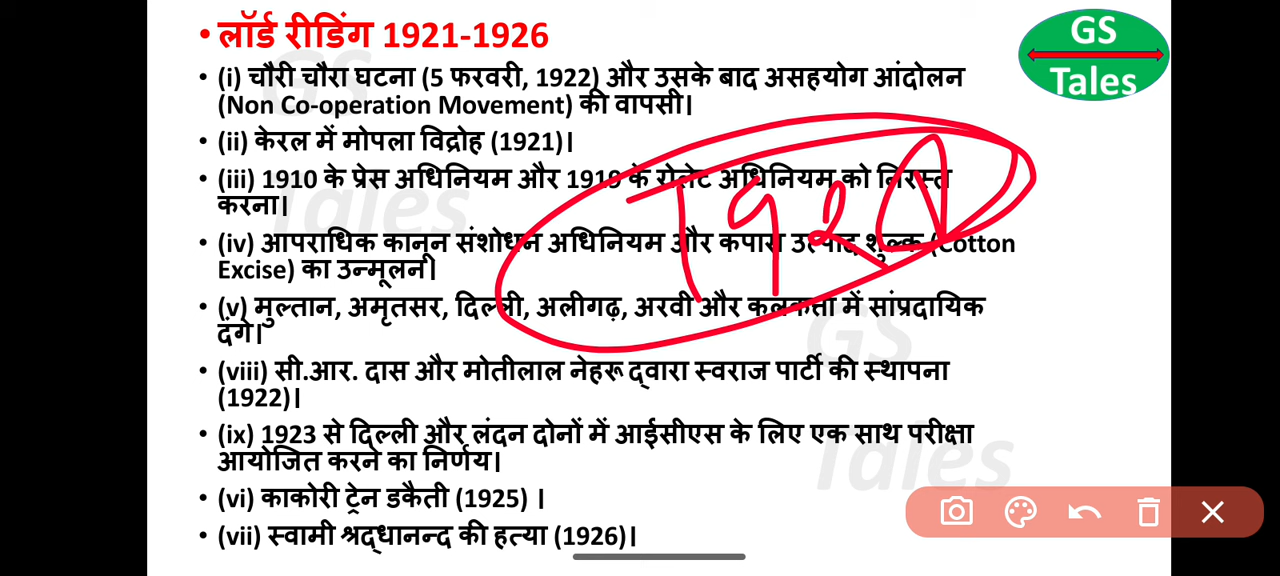 • लॉर्ड रीडिंग 1921-1926
GS
Tales
• (i) चौरी चौरा घटना (5 फरवरी, 1922) और उसके बाद असहयोग आंदोलन
(Non Co-operation Movement) की वापसी।
• (ii) केरल में मोपला विद्रोह (1921)।
• (iii) 1910 के प्रेस अधिनियम और 1919 के रोलेट अधिनियम को निरस्त
करना।
• (iv) आपराधिक कानून संशोधन अधिनियम और कपास उत्पाद शुल्क (Cotton
Excise) का उन्मूलन।
• (v) मुल्तान, अमृतसर, दिल्ली, अलीगढ़, अरवी और कलकत्ता में सांप्रदायिक
दंगे।
• (viii) सी.आर. दास और मोतीलाल नेहरू द्वारा स्वराज पार्टी की स्थापना
(1922)।
• (ix) 1923 से दिल्ली और लंदन दोनों में आईसीएस के लिए एक साथ परीक्षा
आयोजित करने का निर्णय।
• (vi) काकोरी ट्रेन डकैती (1925) ।
• (vii) स्वामी श्रद्धानन्द की हत्या (1926)।
GS
Tales
GS
Tales